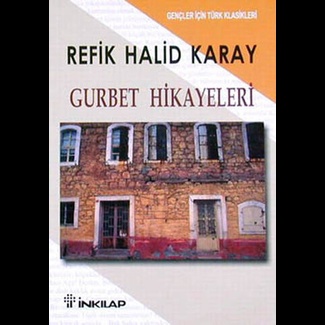 GENÇLER İÇİN TÜRK KLASİKLERİ
REFİK HALİD KARAY
GURBET HİKAYELERİ
İNKILAP